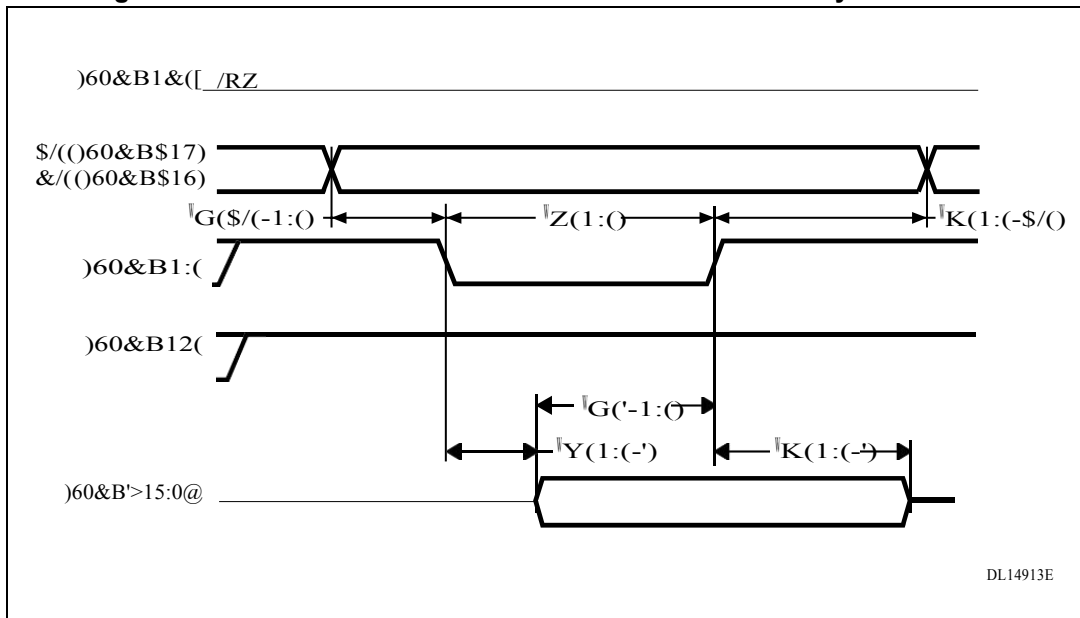 )60&B1&([ /RZ
$/(()60&B$17)
&/(()60&B$16)
G($/(-1:()
Z(1:()
K(1:(-$/()
)60&B1:(
)60&B12(
G('-1:()
Y(1:(-')
K(1:(-')
)60&B'>15:0@
DL14913E